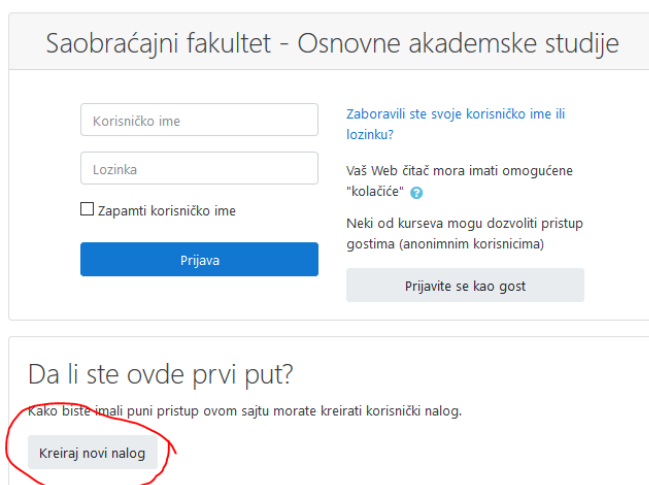 Saobraćajni fakultet - Osnovne akademske studije
Korisničko ime
Lozinka
Zapamti korisničko ime
Prijava
Zaboravili ste svoje korisničko ime ili
lozinku?
Vaš Web čitač mora imati omogućene
"kolačiće" ?
Neki od kurseva mogu dozvoliti pristup
gostima (anonimnim korisnicima)
Prijavite se kao gost
Da li ste ovde prvi put?
Kako biste imali puni pristup ovom sajtu morate kreirati korisnički nalog.
Kreiraj novi nalog